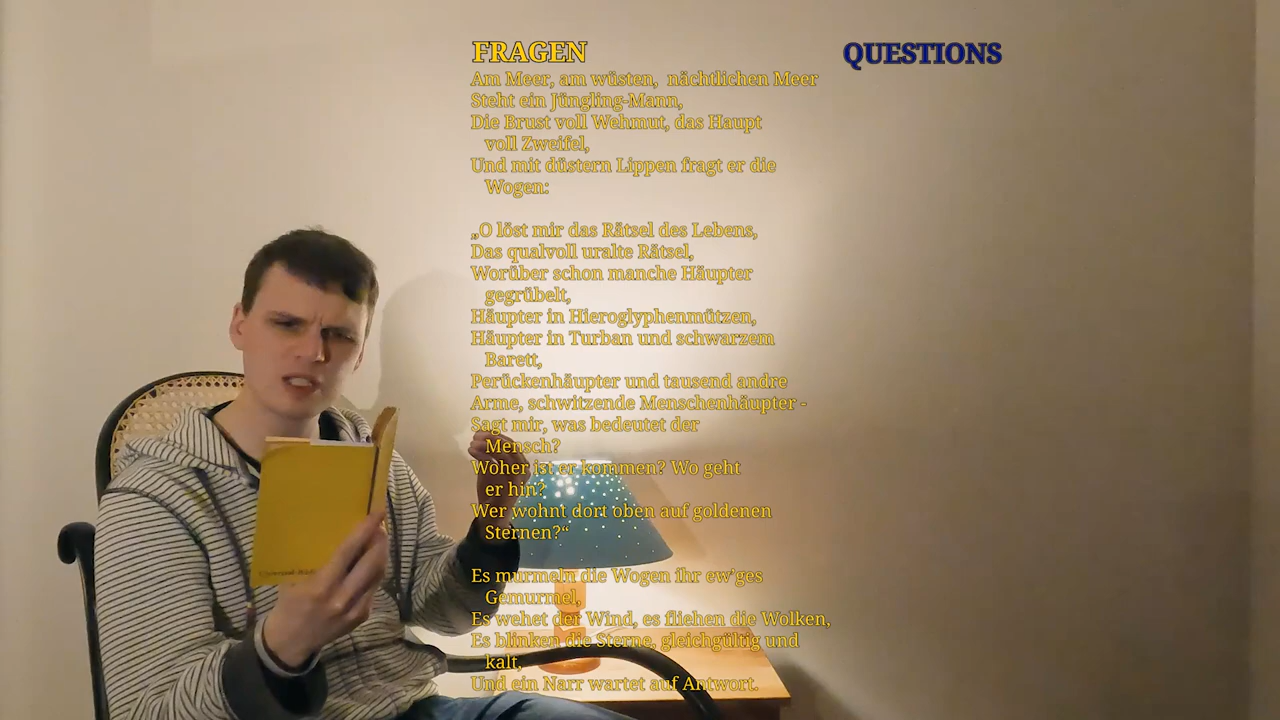 FRAGEN
Am Meer, am wüsten, nächtlichen Meer
Steht ein Jüngling-Mann,
Die Brust voll Wehmut, das Haupt
voll Zweifel,
Und mit düstern Lippen fragt er die
Wogen:
„O löst mir das Rätsel des Lebens,
Das qualvoll uralte Rätsel,
Worüber schon manche Häupter
gegrübelt,
Häupter in Hieroglyphenmützen,
Häupter in Turban und schwarzem
Barett,
Perückenhäupter und tausend andre
Arme, schwitzende Menschenhäupter -
Sagt mir, was bedeutet der
Mensch?
Woher ist er kommen? Wo geht
er hin?
Wer wohnt dort oben auf goldenen
Sternen?“
Es murmeln die Wogen ihr ew'ges
Gemurmel,
Es wehet der Wind, es fliehen die Wolken,
Es blinken die Sterne, gleichgültig und
kalt,
Und ein Narr wartet auf Antwort.
QUESTIONS